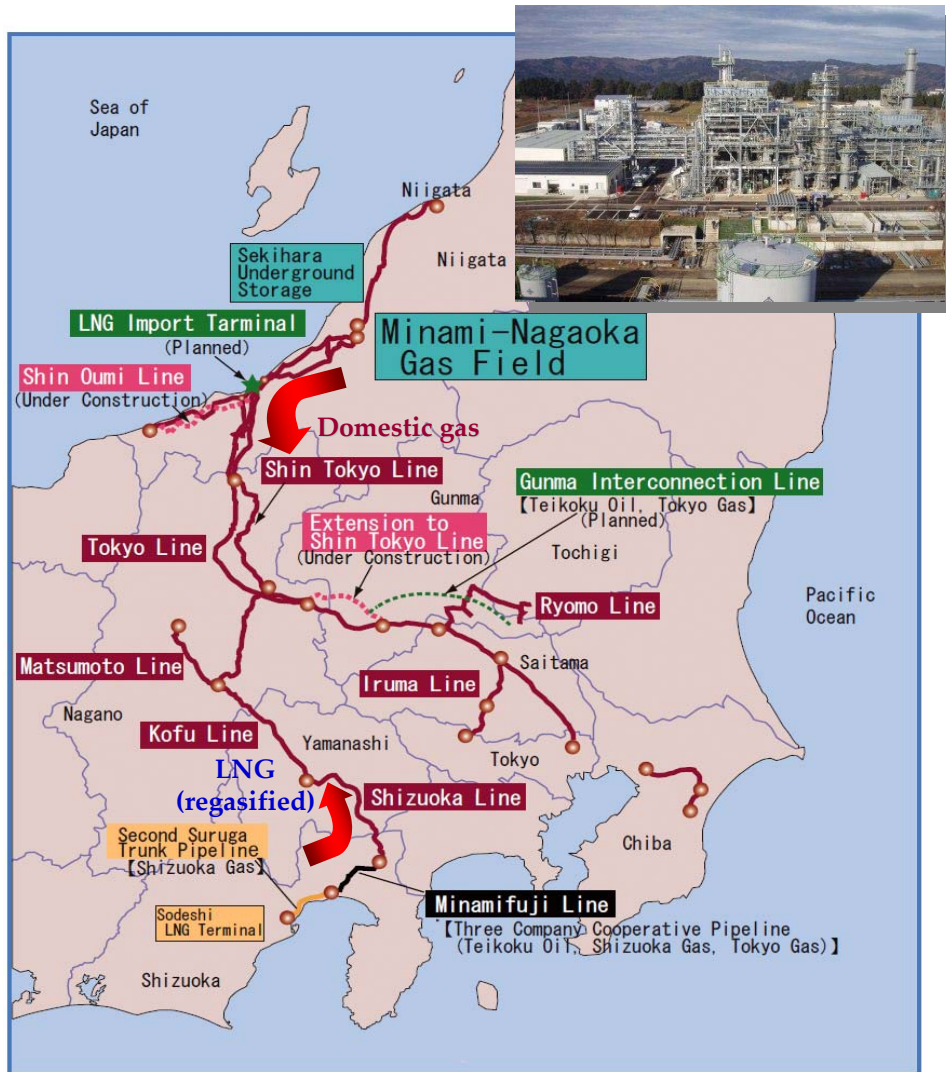 Sea of
Japan
Niigata
Niigata
Sekihara
Underground
Storage
LNG Import Tarminal
(Planned)
Minami-Nagaoka
Gas Field
Shin Oumi Line
(Under Construction)
Domestic gas
Shin Tokyo Line
Gunma Interconnection Line
【Teikoku Oil, Tokyo Gas】
(Planned)
Gunma
Extension to
Shin Tokyo Line
(Under Construction)
Tochigi
Tokyo Line
Pacific
Ocean
Ryomo Line
Saitama
Matsumoto Line
Iruma Line
Nagano
Kofu Line
Yamanashi
Tokyo
LNG
(regasified)
Shizuoka Line
Second Suruga
Trunk Pipeline
【Shizuoka Gas】
Chiba
Sodeshi
LNG Terminal
Minamifuji Line
【Three Company Cooperative Pipeline
(Teikoku Oil, Shizuoka Gas, Tokyo Gas)】
Shizuoka